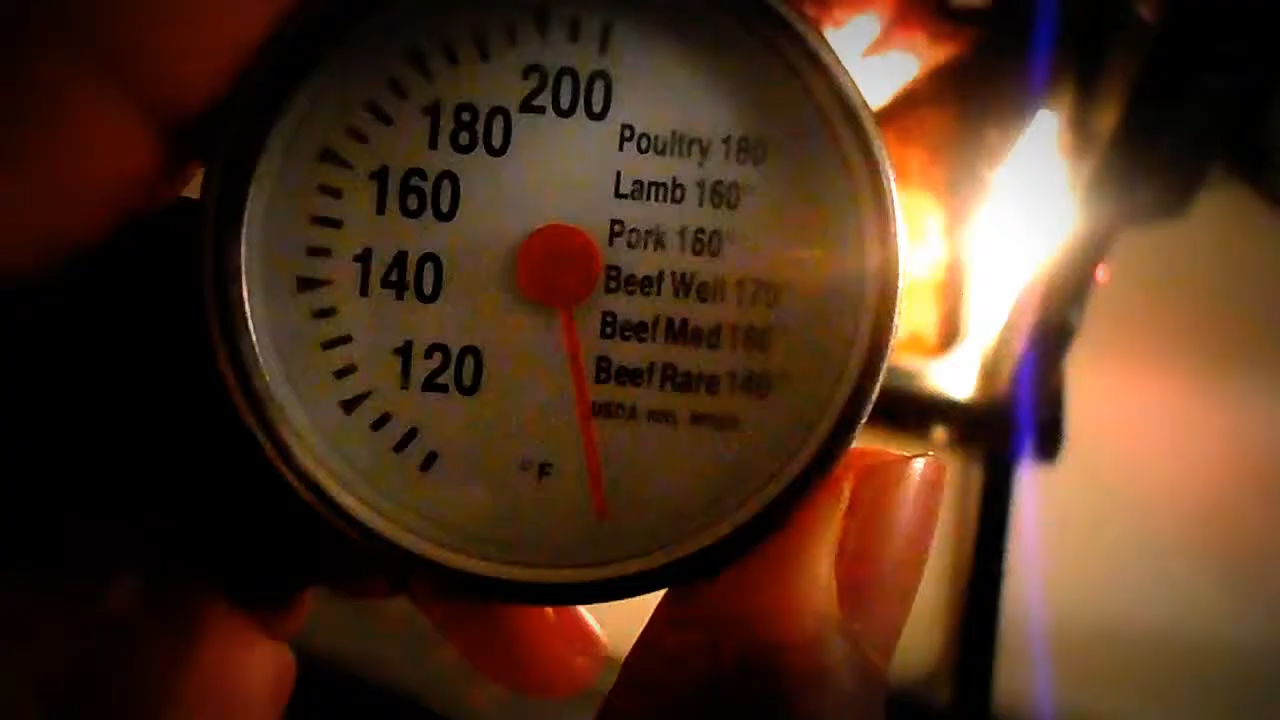 200
180
160
140
120
°F
Poultry 180°
Lamb 160°
Pork 160°
Beef Well 170°
Beef Med 160°
Beef Rare 140°
USDA